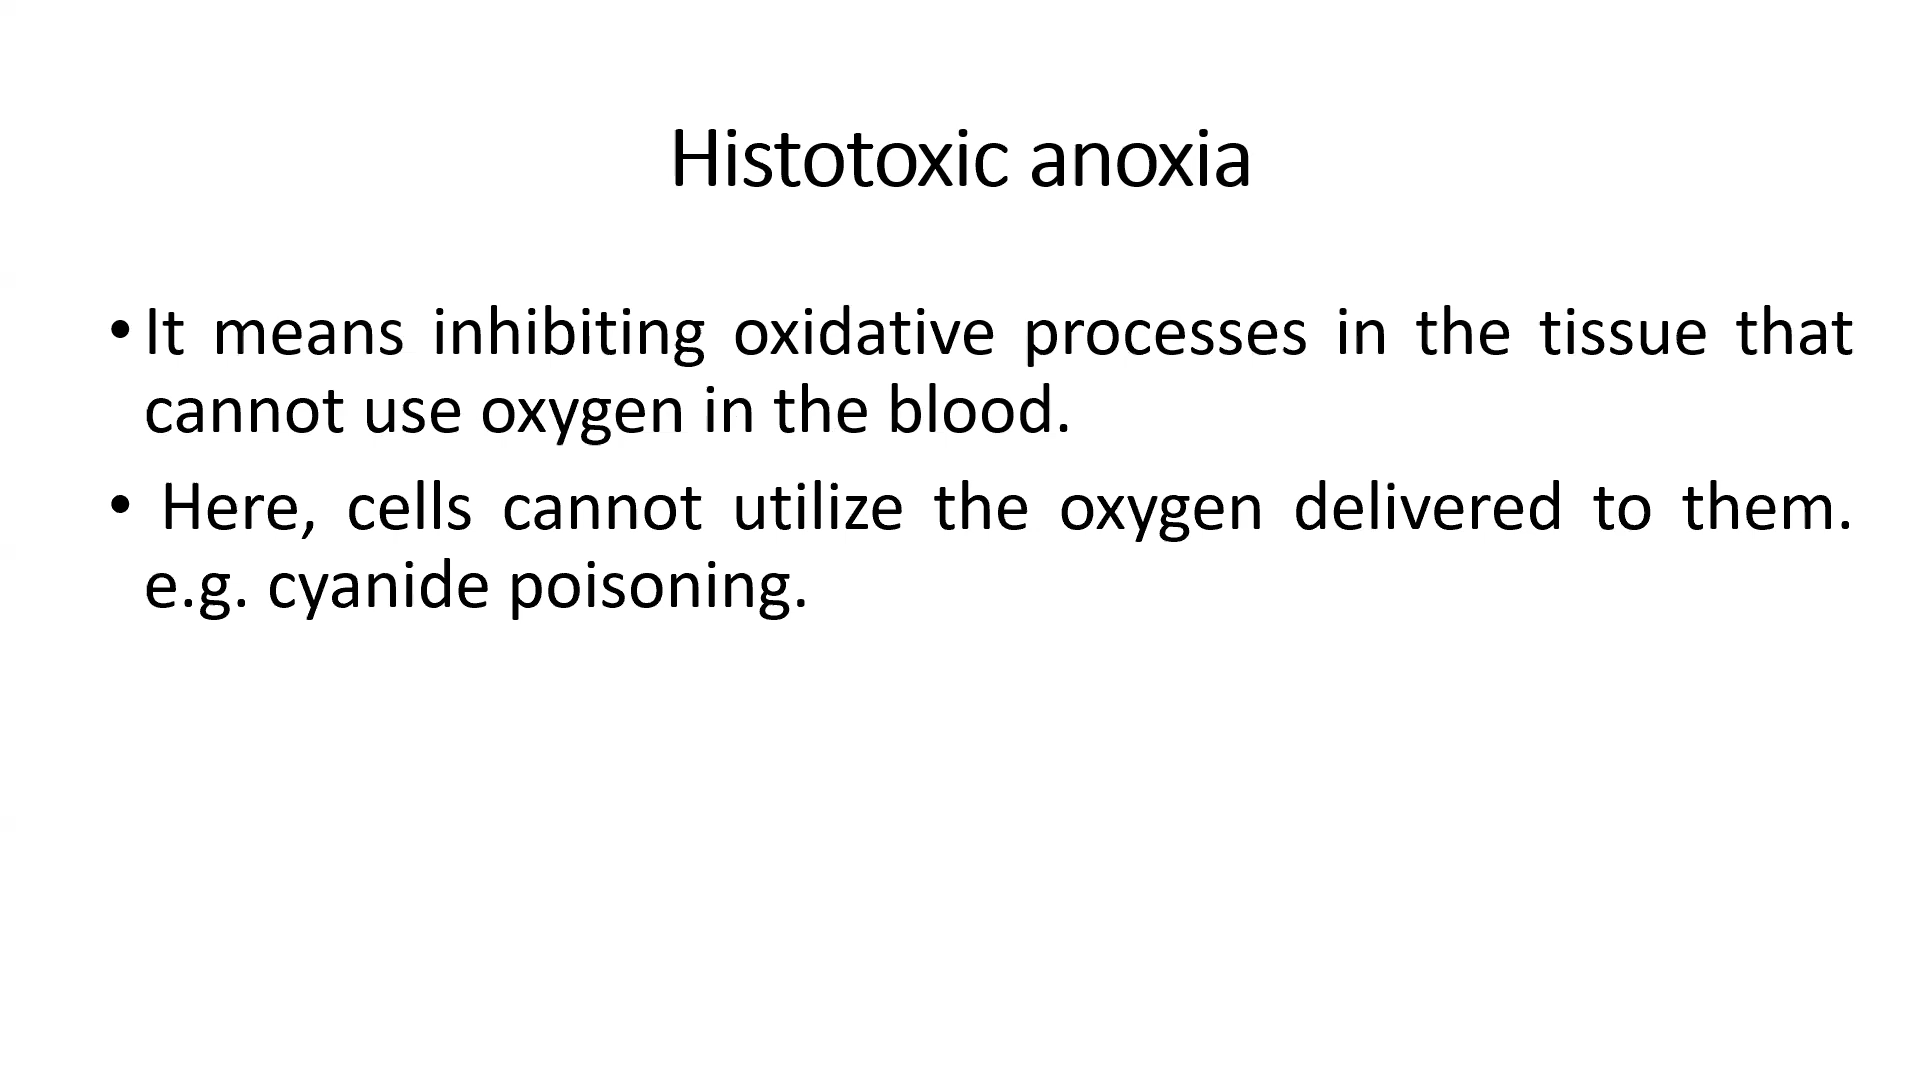 Histotoxic anoxia
• It means inhibiting oxidative processes in the tissue that
cannot use oxygen in the blood.
• Here, cells cannot utilize the oxygen delivered to them.
e.g. cyanide poisoning.